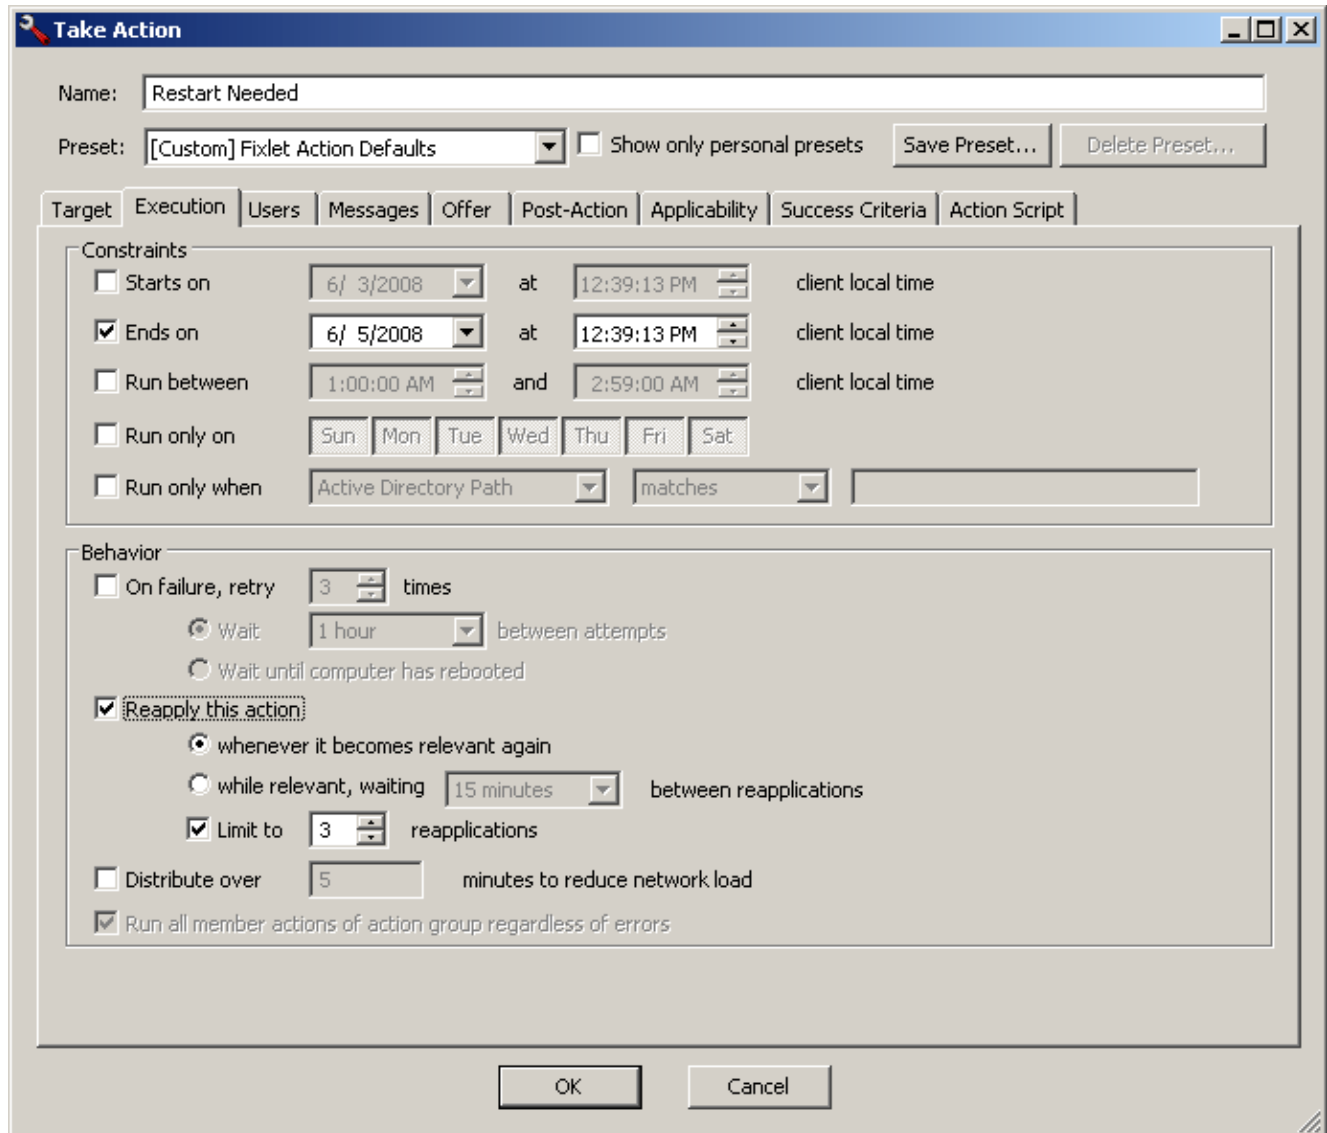 Take Action
Name: Restart Needed
Preset: [Custom] Fixlet Action Defaults Show only personal presets Save Preset... Delete Preset...
Target Execution Users Messages Offer Post-Action Applicability Success Criteria Action Script
Constraints
Starts on 6/ 3/2008 at 12:39:13 PM client local time
Ends on 6/ 5/2008 at 12:39:13 PM client local time
Run between 1:00:00 AM and 2:59:00 AM client local time
Run only on Sun Mon Tue Wed Thu Fri Sat
Run only when Active Directory Path matches
Behavior
On failure, retry 3 times
Wait 1 hour between attempts
Wait until computer has rebooted
Reapply this action
whenever it becomes relevant again
while relevant, waiting 15 minutes between reapplications
Limit to 3 reapplications
Distribute over 5 minutes to reduce network load
Run all member actions of action group regardless of errors
OK Cancel